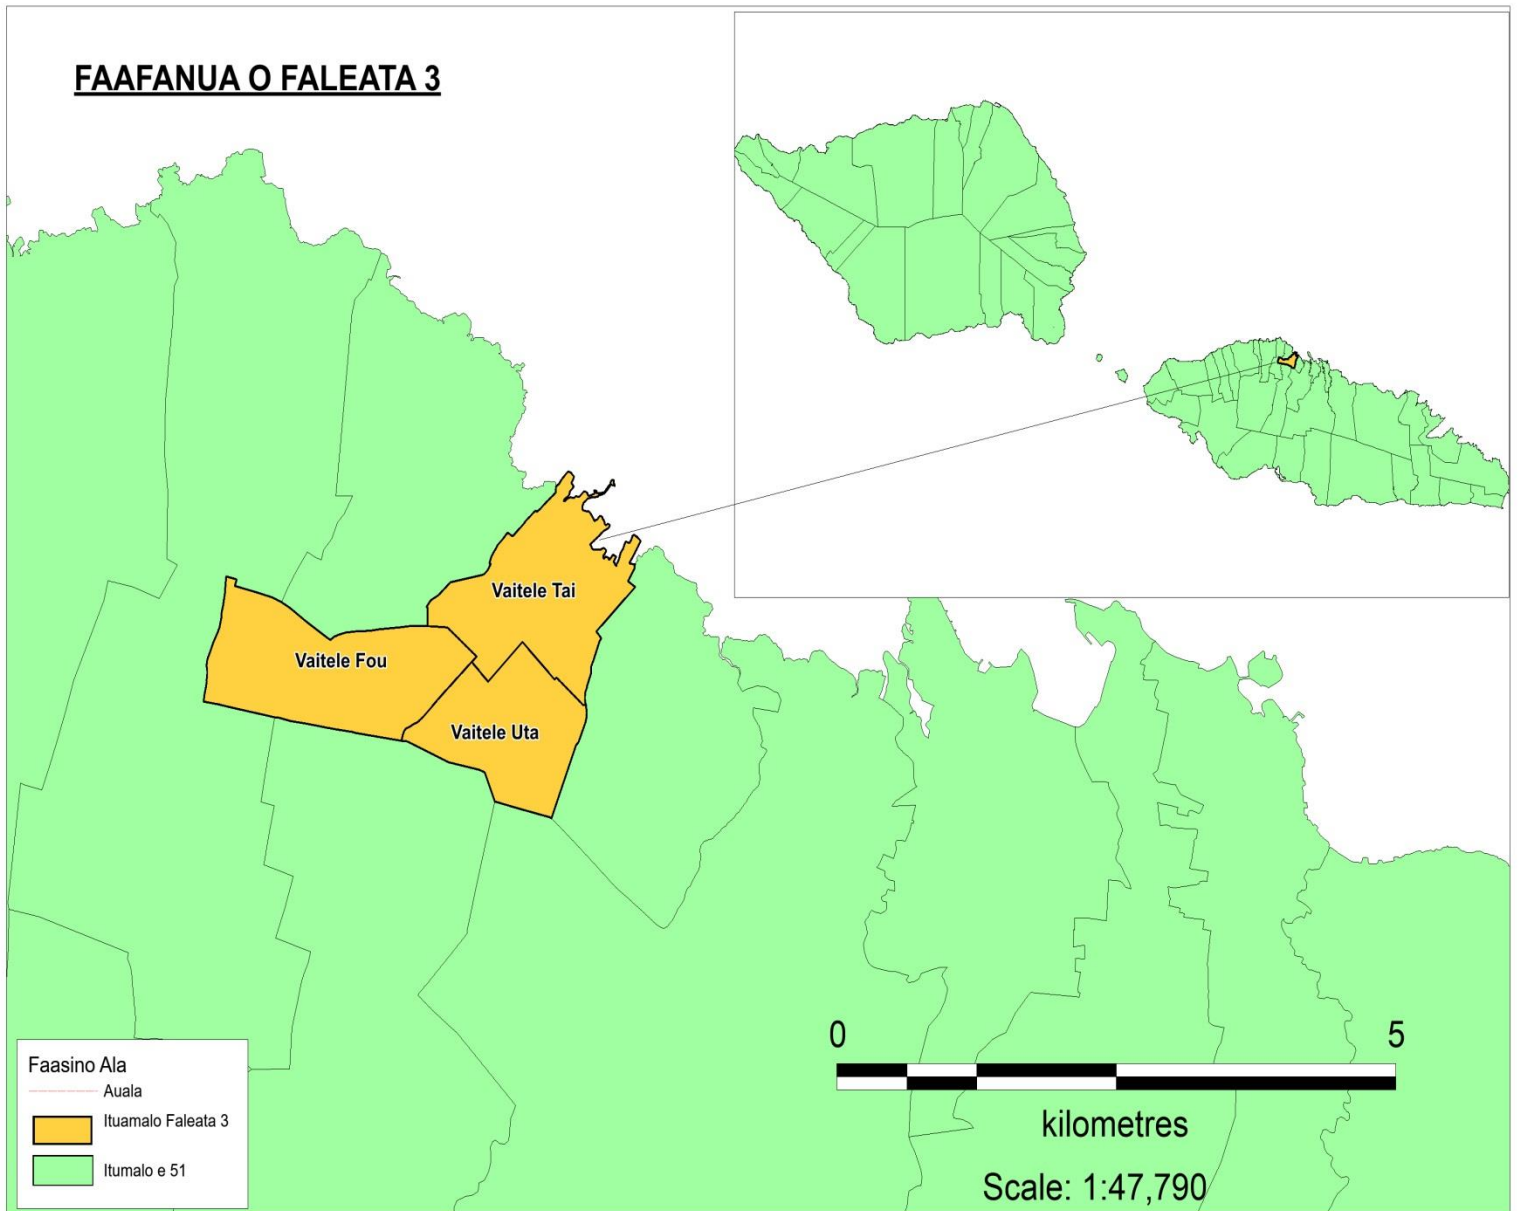 FAAFANUA O FALEATA 3
Vaitele Tai
Vaitele Fou
Vaitele Uta
0 5
kilometres
Scale: 1:47,790
Faasino Ala
Auala
Ituamalo Faleata 3
Itumalo e 51